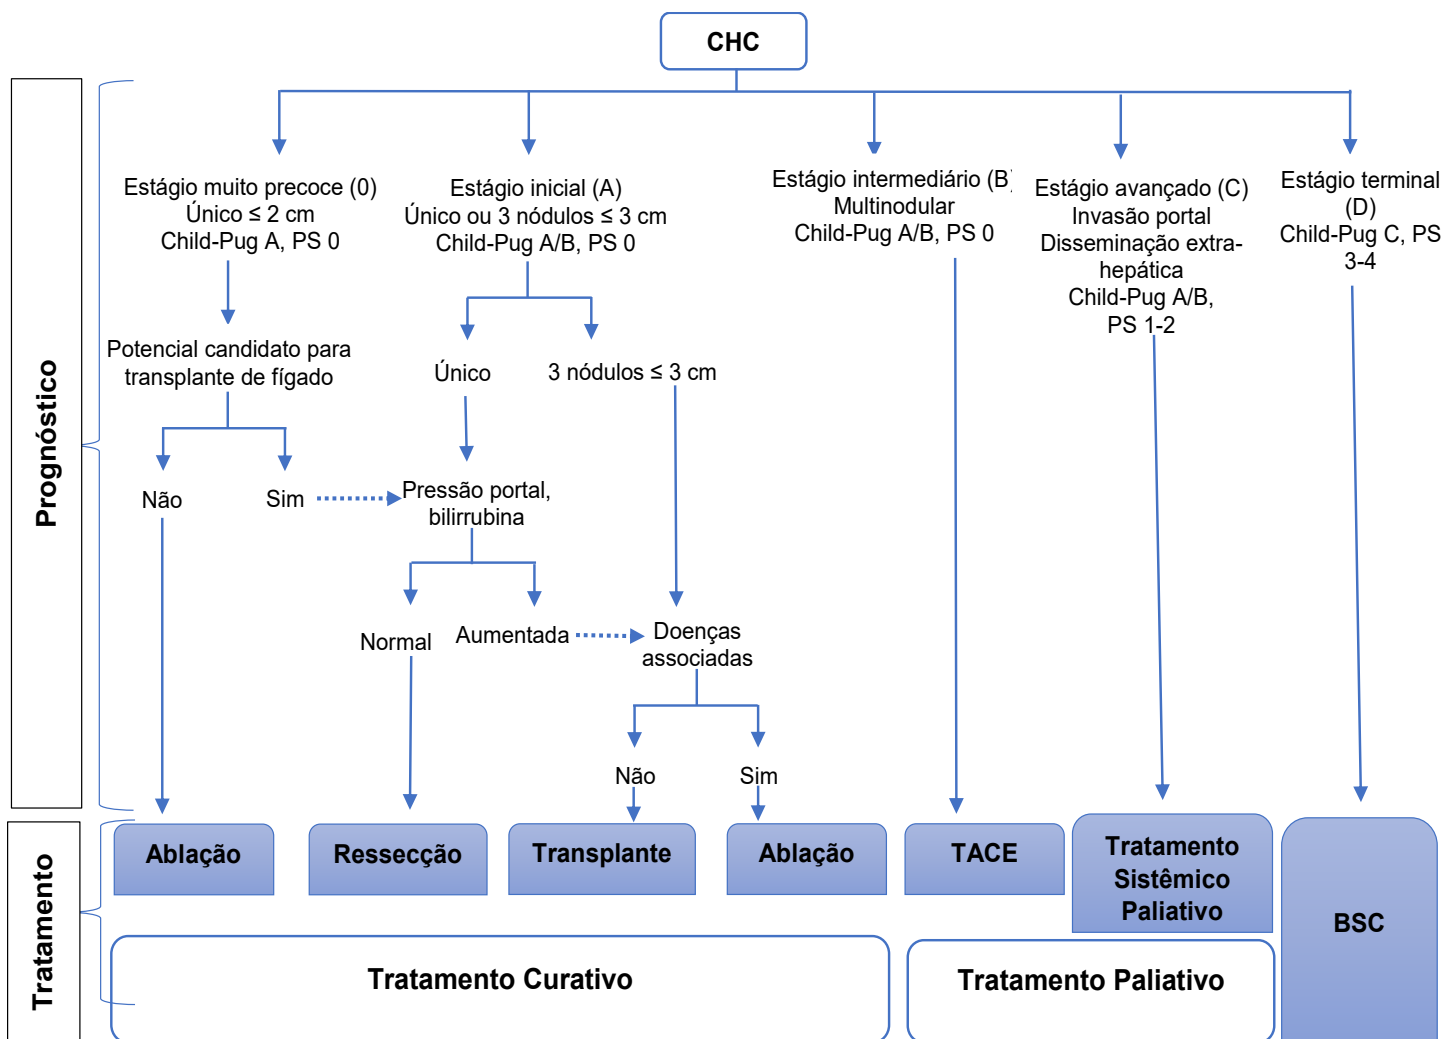 CHC
Prognóstico
Estágio muito precoce (0)
Único ≤ 2 cm
Child-Pug A, PS 0
Estágio inicial (A)
Único ou 3 nódulos ≤ 3 cm
Child-Pug A/B, PS 0
Estágio intermediário (B)
Multinodular
Child-Pug A/B, PS 0
Estágio avançado (C)
Invasão portal
Disseminação extra-
hepática
Child-Pug A/B,
PS 1-2
Estágio terminal
(D)
Child-Pug C, PS
3-4
Potencial candidato para
transplante de fígado
Único
3 nódulos ≤ 3 cm
Não
Sim
Pressão portal,
bilirrubina
Normal
Aumentada
Doenças
associadas
Não
Sim
Tratamento
Ablação
Ressecção
Transplante
Ablação
TACE
Tratamento
Sistêmico
Paliativo
BSC
Tratamento Curativo
Tratamento Paliativo